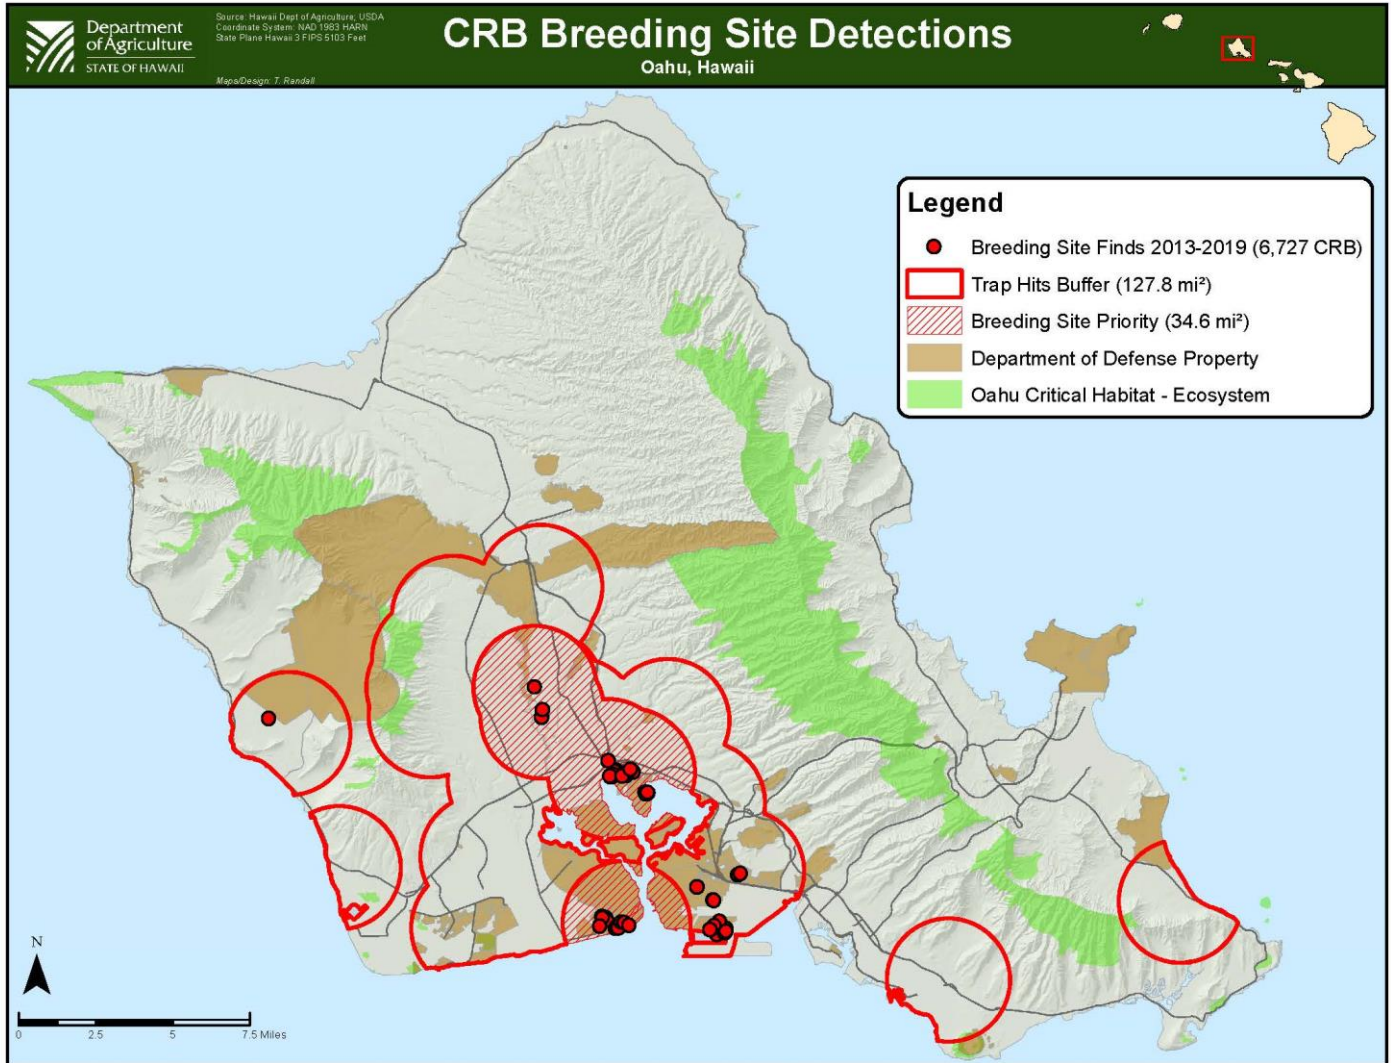 Department
of Agriculture
STATE OF HAWAII
Source: Hawaii Dept of Agriculture; USDA
Coordinate System: NAD 1983 HARN
State Plane Hawaii 3 FIPS 5103 Feet
Maps/Design: T. Randall
CRB Breeding Site Detections
Oahu, Hawaii
Legend
Breeding Site Finds 2013-2019 (6,727 CRB)
Trap Hits Buffer (127.8 mi²)
Breeding Site Priority (34.6 mi²)
Department of Defense Property
Oahu Critical Habitat - Ecosystem
N
0 2.5 5 7.5 Miles